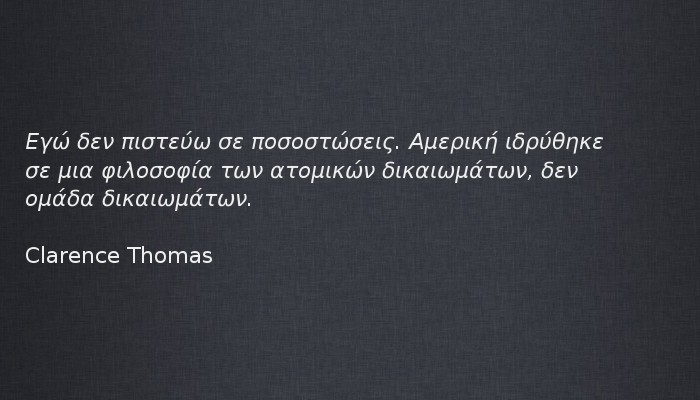 Εγώ δεν πιστεύω σε ποσοστώσεις. Αμερική ιδρύθηκε
σε μια φιλοσοφία των ατομικών δικαιωμάτων, δεν
ομάδα δικαιωμάτων.
Clarence Thomas